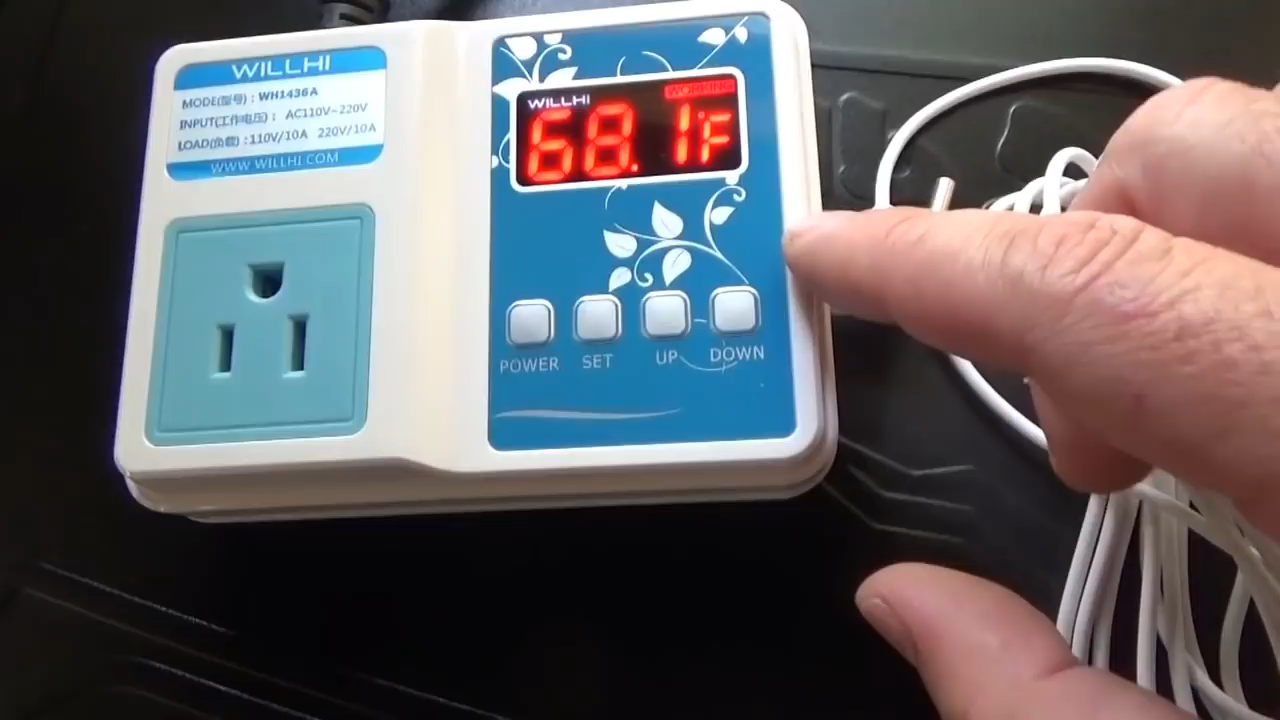 WILLHI
MODE(型号): WH1436A
INPUT(工作电压): AC110V~220V
LOAD(负载):110V/10A 220V/10A
WWW.WILLHI.COM
WILLHI
WORKING
68.1°F
POWER
SET
UP
DOWN